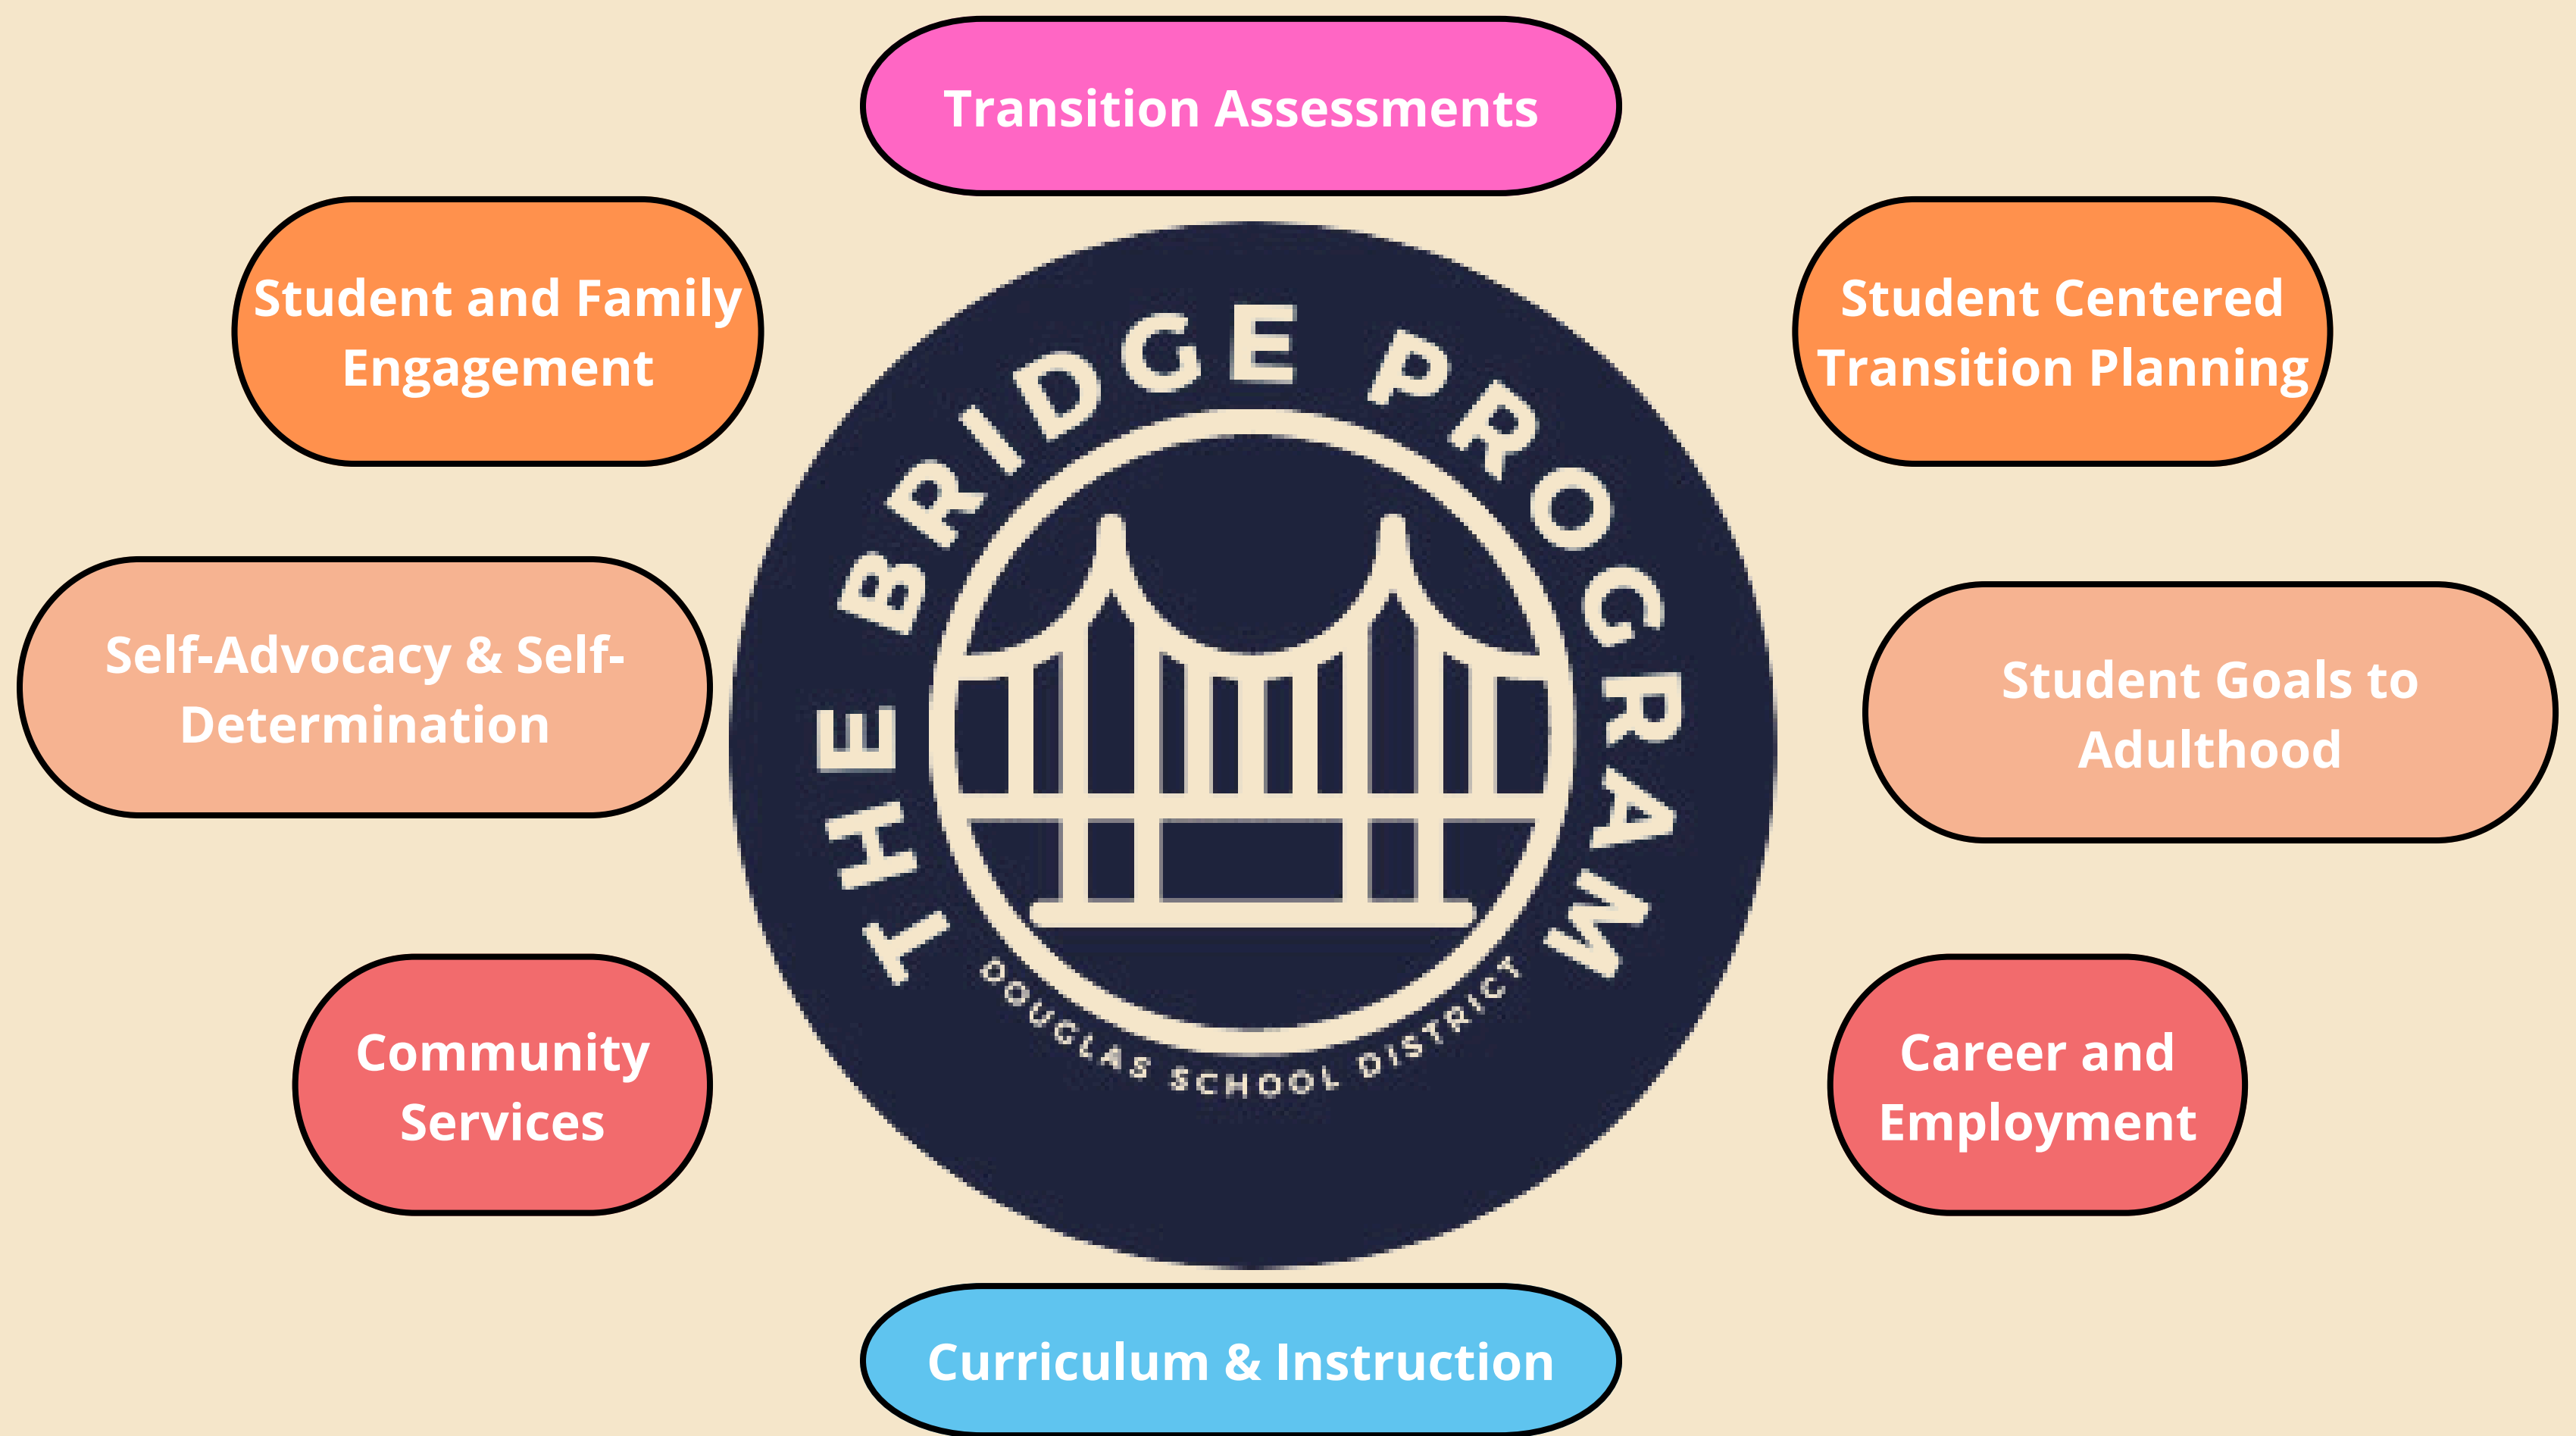 Transition Assessments
Student and Family
Engagement
Student Centered
Transition Planning
THE BRIDGE PROGRAM
DOUGLAS SCHOOL DISTRICT
Self-Advocacy & Self-
Determination
Student Goals to
Adulthood
Community
Services
Career and
Employment
Curriculum & Instruction